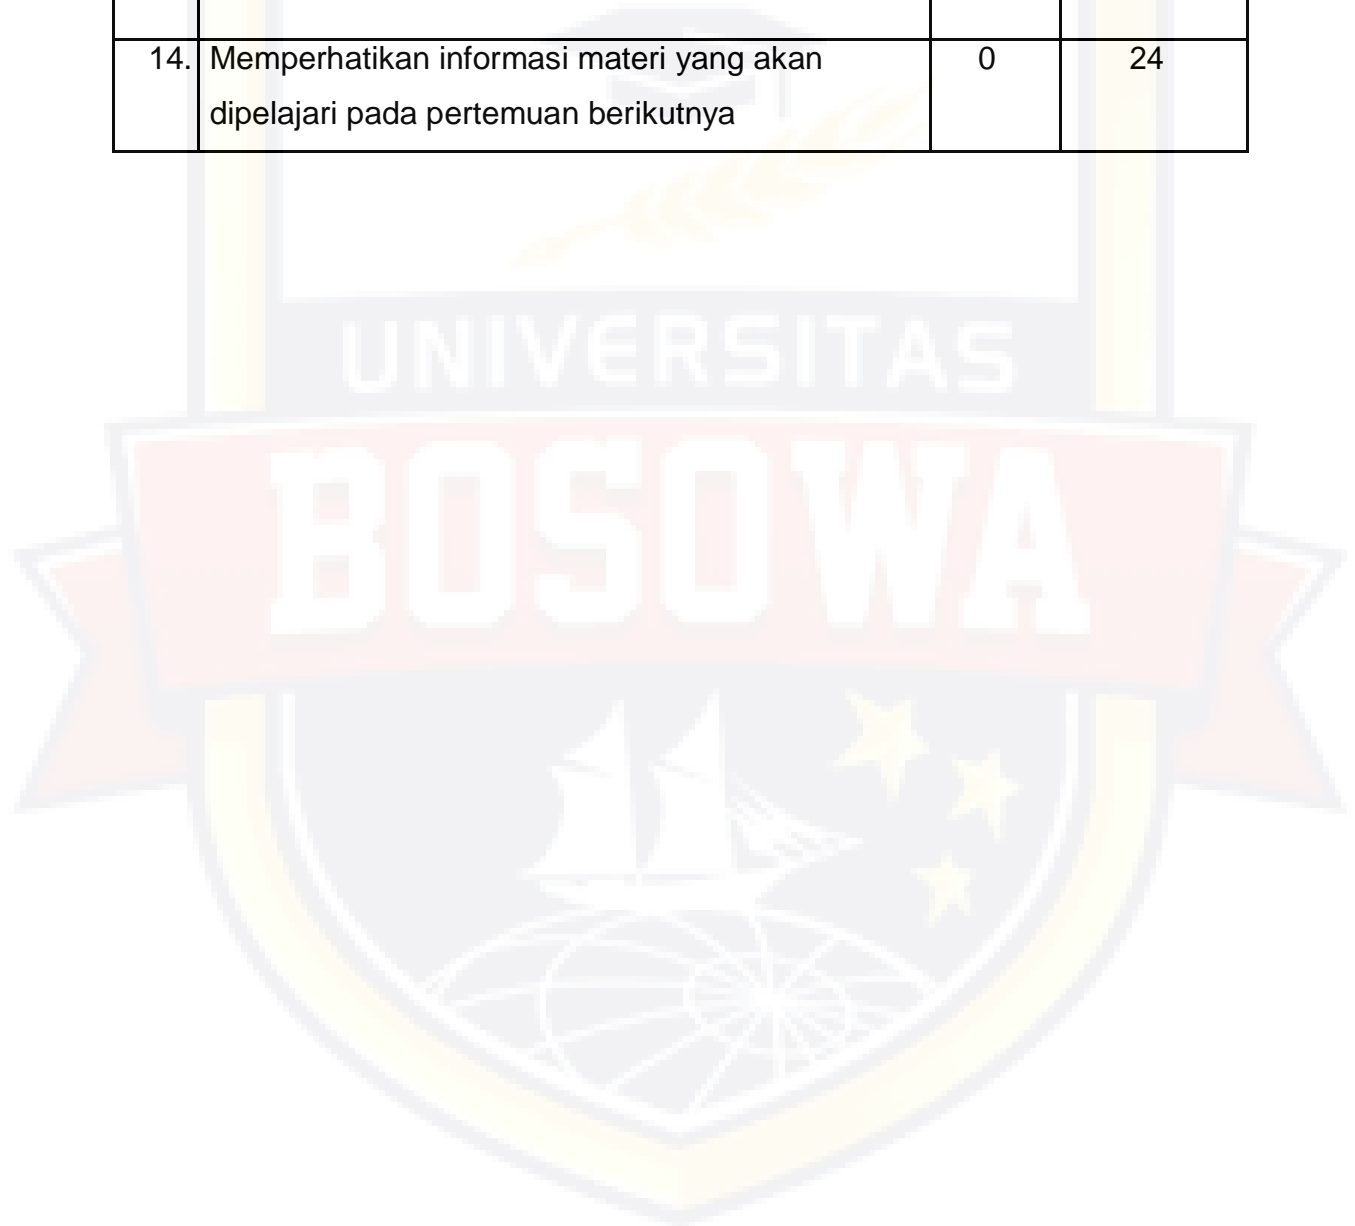 14. Memperhatikan informasi materi yang akan 0 24
dipelajari pada pertemuan berikutnya
UNIVERSITAS
BOSOWA